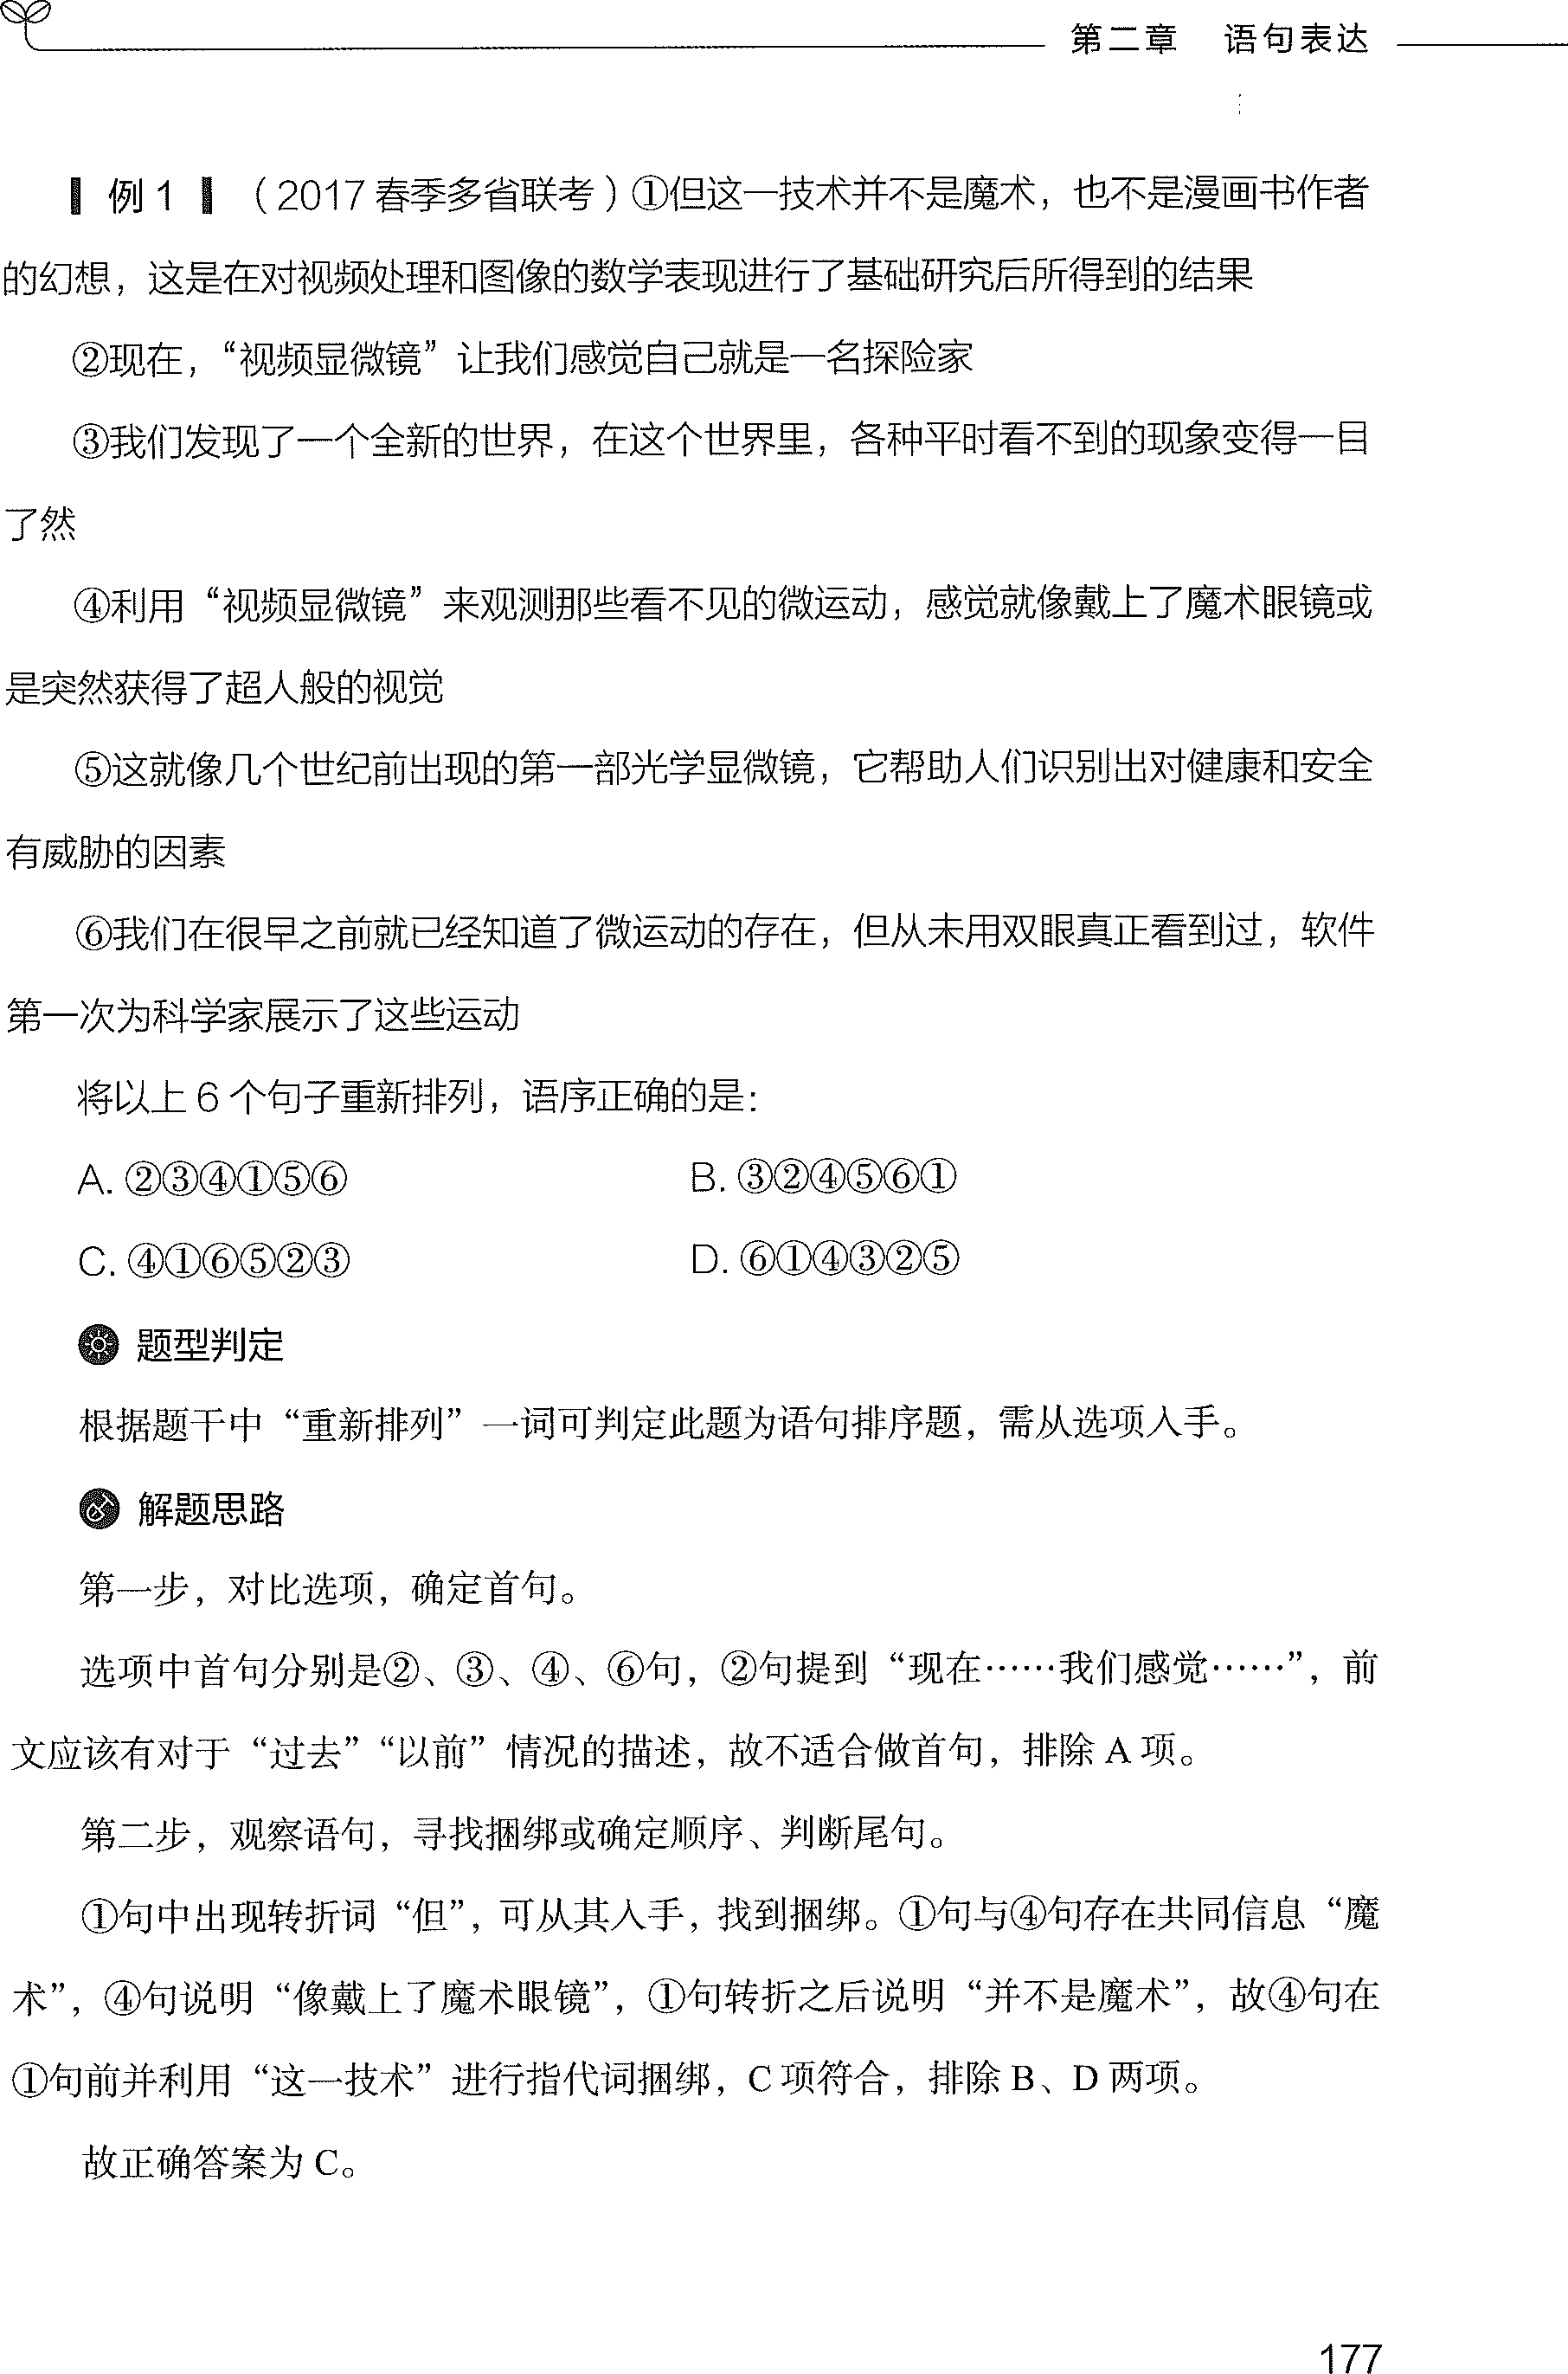 第二章　语句表达
例 1 （2017 春季多省联考）①但这一技术并不是魔术，也不是漫画书作者
的幻想，这是在对视频处理和图像的数学表现进行了基础研究后所得到的结果
②现在，“视频显微镜”让我们感觉自己就是一名探险家
③我们发现了一个全新的世界，在这个世界里，各种平时看不到的现象变得一目
了然
④利用“视频显微镜”来观测那些看不见的微运动，感觉就像戴上了魔术眼镜或
是突然获得了超人般的视觉
⑤这就像几个世纪前出现的第一部光学显微镜，它帮助人们识别出对健康和安全
有威胁的因素
⑥我们在很早之前就已经知道了微运动的存在，但从未用双眼真正看到过，软件
第一次为科学家展示了这些运动
将以上 6 个句子重新排列，语序正确的是：
A. ②③④①⑤⑥ B. ③②④⑤⑥①
C. ④①⑥⑤②③ D. ⑥①④③②⑤
题型判定
根据题干中“重新排列”一词可判定此题为语句排序题，需从选项入手。
解题思路
第一步，对比选项，确定首句。
选项中首句分别是②、③、④、⑥句，②句提到“现在……我们感觉……”，前
文应该有对于“过去”“以前”情况的描述，故不适合做首句，排除 A 项。
第二步，观察语句，寻找捆绑或确定顺序、判断尾句。
①句中出现转折词“但”，可从其入手，找到捆绑。①句与④句存在共同信息“魔
术”，④句说明“像戴上了魔术眼镜”，①句转折之后说明“并不是魔术”，故④句在
①句前并利用“这一技术”进行指代词捆绑，C 项符合，排除 B、D 两项。
故正确答案为 C。
177